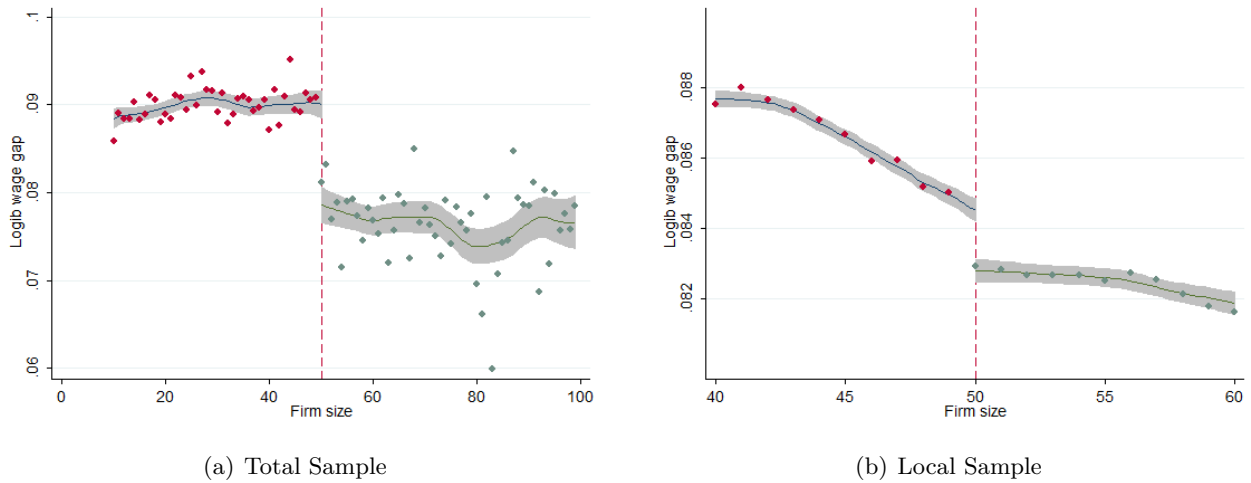 Logib wage gap
.1
.09
.08
.07
.06
0 20 40 60 80 100
Firm size
(a) Total Sample
Logib wage gap
.088
.086
.084
.082
40 45 50 55 60
Firm size
(b) Local Sample